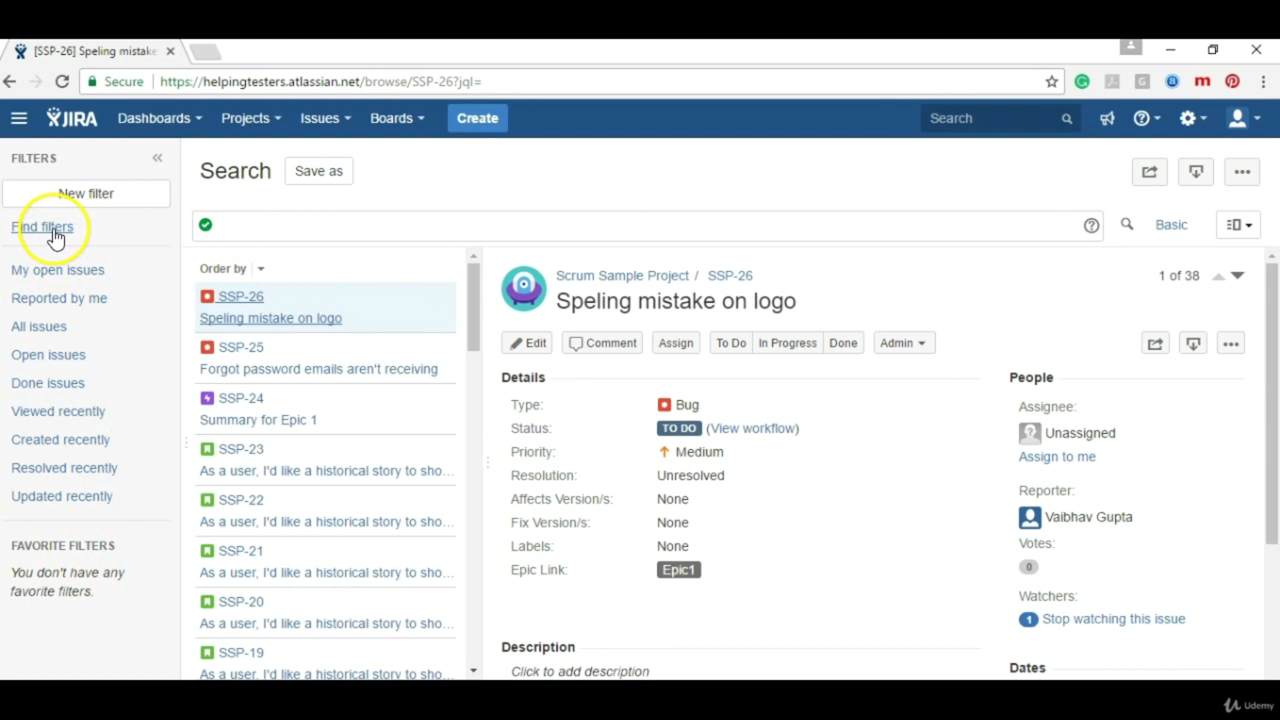 [SSP-26] Speling mistake
Secure
https://helpingtesters.atlassian.net/browse/SSP-26?jql=
JIRA Dashboards Projects Issues Boards Create Search
FILTERS
New filter
Find filters
My open issues
Reported by me
All issues
Open issues
Done issues
Viewed recently
Created recently
Resolved recently
Updated recently
FAVORITE FILTERS
You don't have any
favorite filters.
Search Save as
Basic
Order by
SSP-26
Speling mistake on logo
SSP-25
Forgot password emails aren't receiving
SSP-24
Summary for Epic 1
SSP-23
As a user, I'd like a historical story to sho...
SSP-22
As a user, I'd like a historical story to sho...
SSP-21
As a user, I'd like a historical story to sho...
SSP-20
As a user, I'd like a historical story to sho...
SSP-19
As a user, I'd like a historical story to sho...
Scrum Sample Project / SSP-26
1 of 38
Speling mistake on logo
Edit Comment Assign To Do In Progress Done Admin
Details
Type: Bug
Status: TO DO (View workflow)
Priority: Medium
Resolution: Unresolved
Affects Version/s: None
Fix Version/s: None
Labels: None
Epic Link: Epic1
Description
Click to add description
People
Assignee:
Unassigned
Assign to me
Reporter:
Vaibhav Gupta
Votes:
0
Watchers:
1 Stop watching this issue
Dates
Udemy